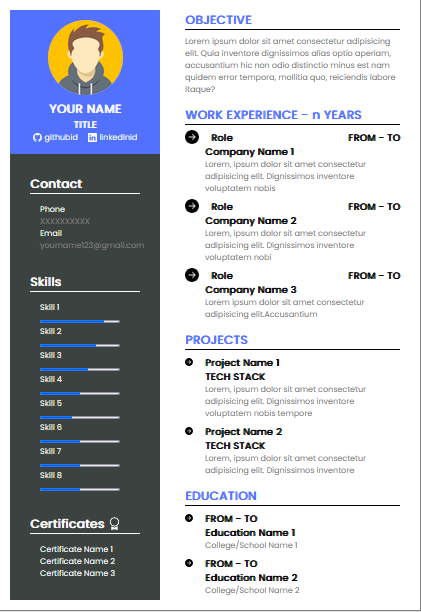 YOUR NAME
TITLE
githubid linkedinid
Contact
Phone
XXXXXXXXXX
Email
yourname123@gmail.com
Skills
Skill 1
Skill 2
Skill 3
Skill 4
Skill 5
Skill 6
Skill 7
Skill 8
Certificates
Certificate Name 1
Certificate Name 2
Certificate Name 3
OBJECTIVE
Lorem ipsum dolor sit amet consectetur adipisicing
elit. Quia inventore dignissimos alias optio aperiam,
accusantium hic non odio distinctio minus eum sunt,
quidem error tempora, mollitia quo, reiciendis labore
itaque?
WORK EXPERIENCE - n YEARS
Role FROM - TO
Company Name 1
Lorem, ipsum dolor sit amet consectetur
adipisicing elit. Dignissimos inventore
voluptatem nobis
Role FROM - TO
Company Name 2
Lorem, ipsum dolor sit amet consectetur
adipisicing elit. Dignissimos inventore
voluptatem nobi
Role FROM - TO
Company Name 3
Lorem ipsum dolor sit amet consectetur
adipisicing elit.Accusantium
PROJECTS
Project Name 1
TECH STACK
Lorem, ipsum dolor sit amet consectetur
adipisicing elit. Dignissimos inventore
voluptatem nobis tempore
Project Name 2
TECH STACK
Lorem, ipsum dolor sit amet consectetur
adipisicing elit. Dignissimos inventore
EDUCATION
FROM - TO
Education Name 1
College/School Name 1
FROM - TO
Education Name 2
College/School Name 2